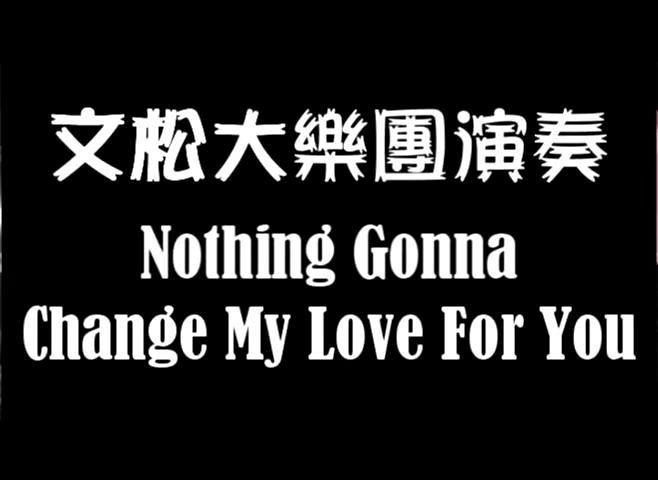 文松大樂團演奏
Nothing Gonna
Change My Love For You